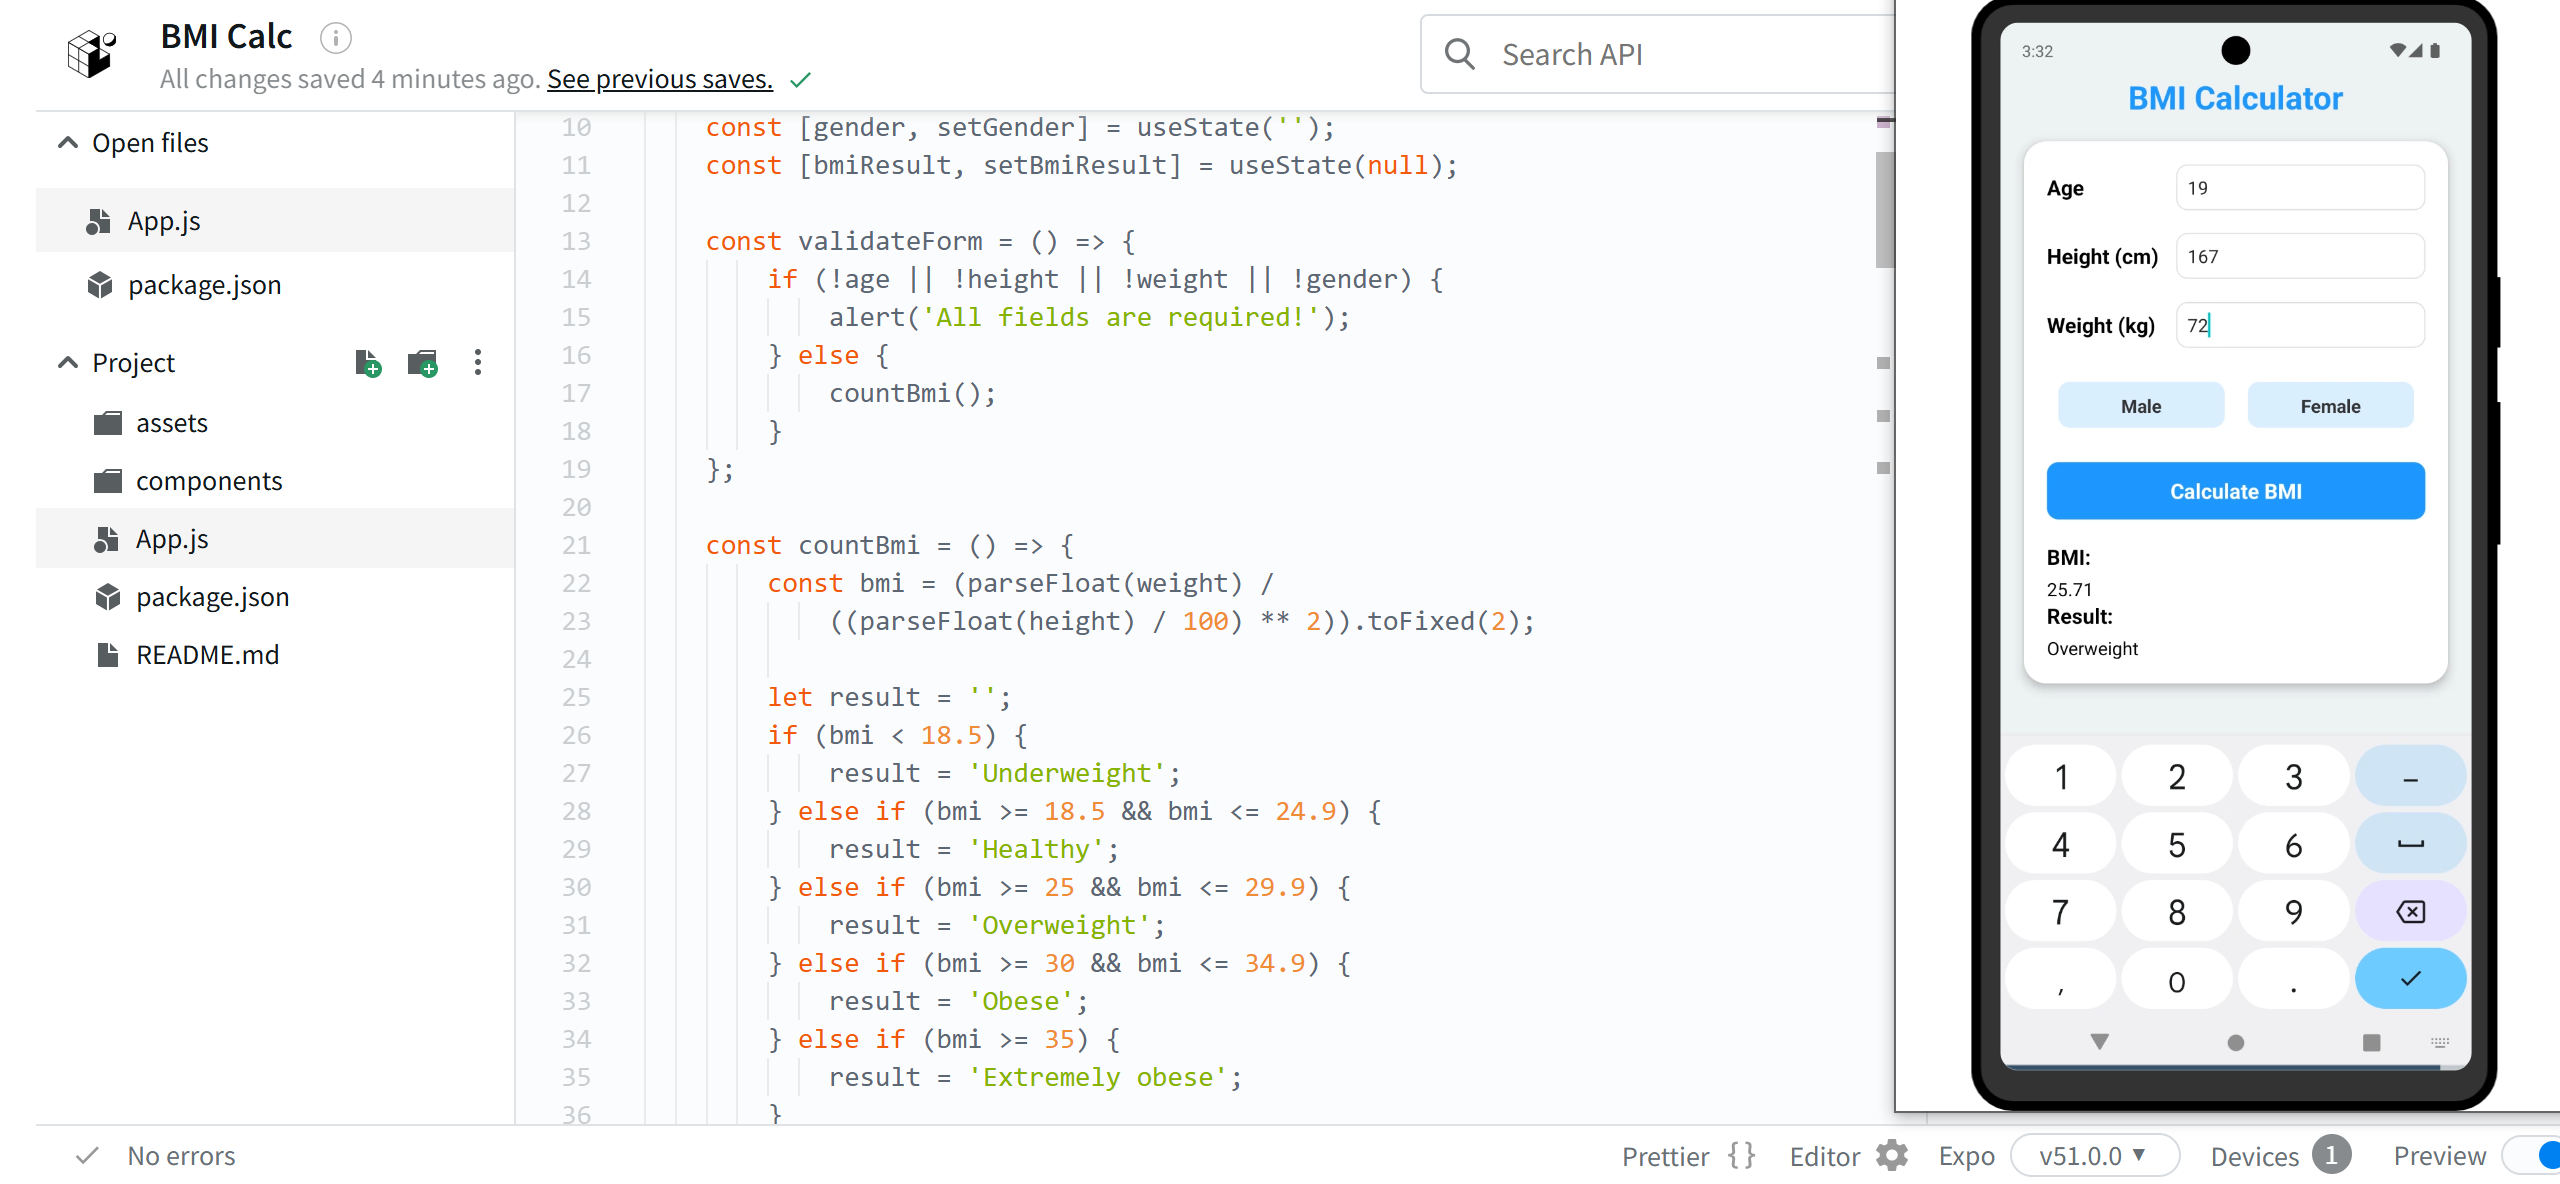 BMI Calc
All changes saved 4 minutes ago. See previous saves.
Search API
Open files
App.js
package.json
Project
assets
components
App.js
package.json
README.md
10 const [gender, setGender] = useState('');
11 const [bmiResult, setBmiResult] = useState(null);
12
13 const validateForm = () => {
14 if (!age || !height || !weight || !gender) {
15 alert('All fields are required!');
16 } else {
17 countBmi();
18 }
19 };
20
21 const countBmi = () => {
22 const bmi = (parseFloat(weight) /
23 ((parseFloat(height) / 100) ** 2)).toFixed(2);
24
25 let result = '';
26 if (bmi < 18.5) {
27 result = 'Underweight';
28 } else if (bmi >= 18.5 && bmi <= 24.9) {
29 result = 'Healthy';
30 } else if (bmi >= 25 && bmi <= 29.9) {
31 result = 'Overweight';
32 } else if (bmi >= 30 && bmi <= 34.9) {
33 result = 'Obese';
34 } else if (bmi >= 35) {
35 result = 'Extremely obese';
36 }
3:32
BMI Calculator
Age 19
Height (cm) 167
Weight (kg) 72
Male Female
Calculate BMI
BMI:
25.71
Result:
Overweight
1 2 3 -
4 5 6
7 8 9
, 0 .
No errors
Prettier {} Editor Expo v51.0.0 Devices 1 Preview